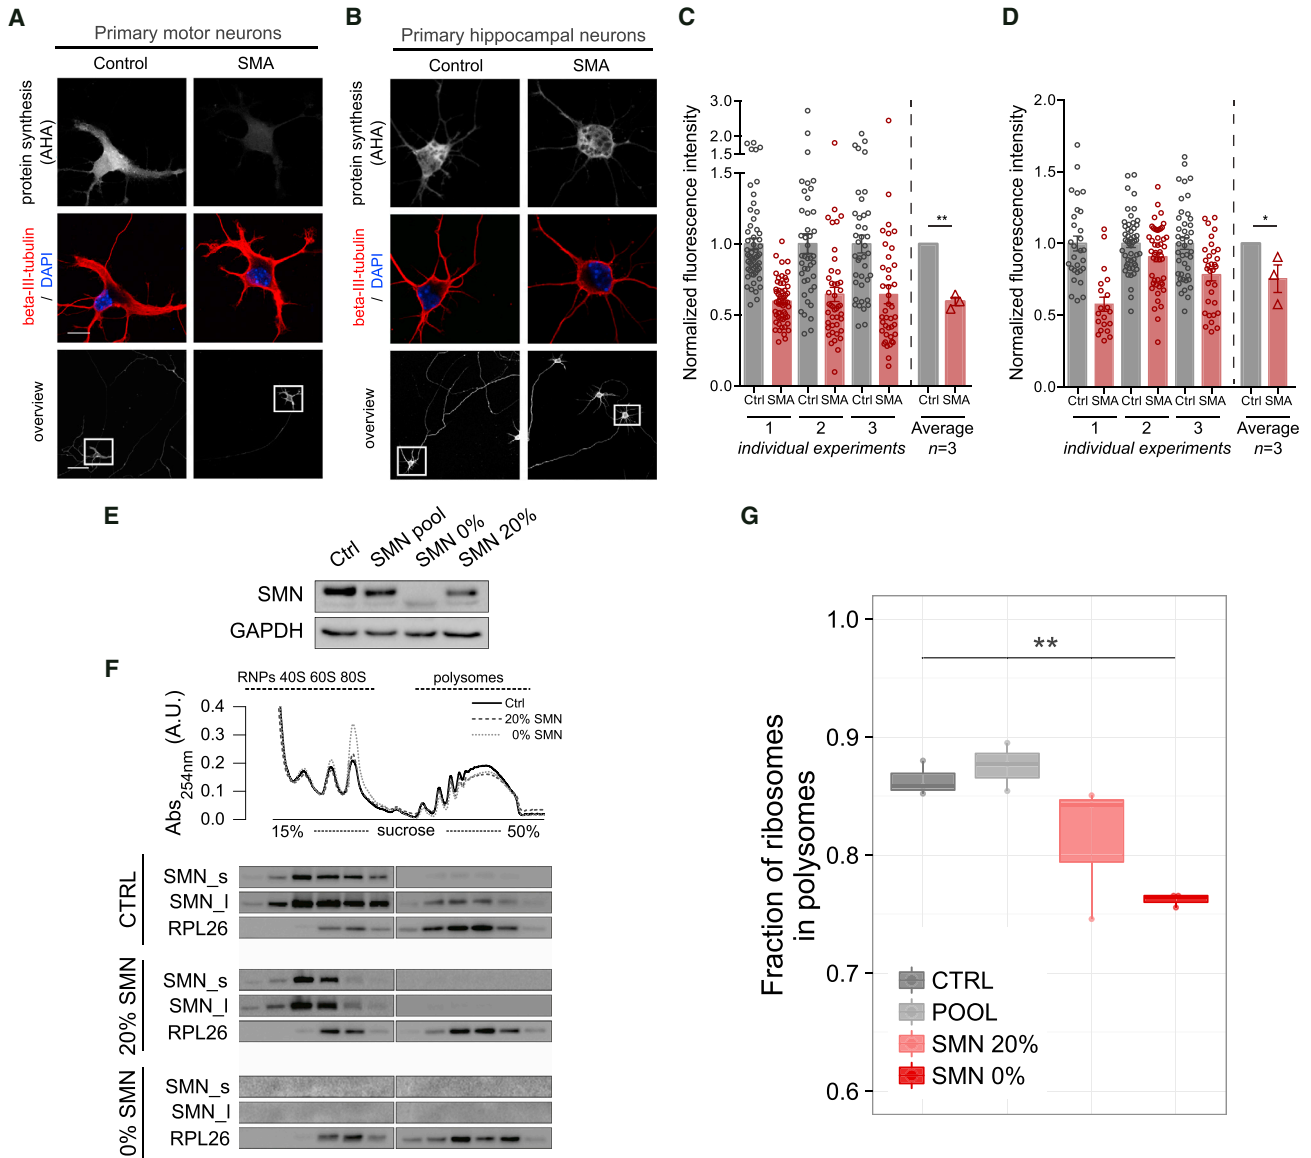 A
Primary motor neurons
Control SMA
protein synthesis
(AHA)
beta-III-tubulin
/ DAPI
overview
B
Primary hippocampal neurons
Control SMA
protein synthesis
(AHA)
beta-III-tubulin
/ DAPI
overview
C
Normalized fluorescence intensity
3.0
2.0
1.5
1.5
1.0
0.5
0.0
**
Ctrl SMA Ctrl SMA Ctrl SMA Ctrl SMA
1 2 3 Average
individual experiments n=3
D
Normalized fluorescence intensity
2.0
1.5
1.0
0.5
0.0
*
Ctrl SMA Ctrl SMA Ctrl SMA Ctrl SMA
1 2 3 Average
individual experiments n=3
E
Ctrl
SMN pool
SMN 0%
SMN 20%
SMN
GAPDH
F
RNPs 40S 60S 80S polysomes
Abs254nm (A.U.)
0.4
0.3
0.2
0.1
0.0
Ctrl
20% SMN
0% SMN
15% sucrose 50%
CTRL
SMN_s
SMN_l
RPL26
20% SMN
SMN_s
SMN_l
RPL26
0% SMN
SMN_s
SMN_l
RPL26
G
Fraction of ribosomes
in polysomes
1.0
0.9
0.8
0.7
0.6
**
CTRL
POOL
SMN 20%
SMN 0%